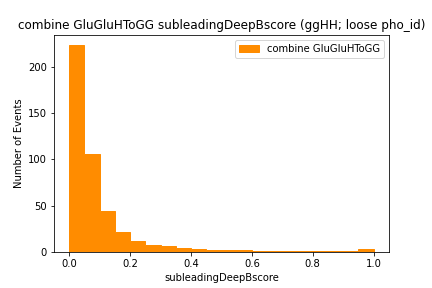 combine GluGluHToGG subleadingDeepBscore (ggHH; loose pho_id)
combine GluGluHToGG
Number of Events
200
150
100
50
0
0.0 0.2 0.4 0.6 0.8 1.0
subleadingDeepBscore